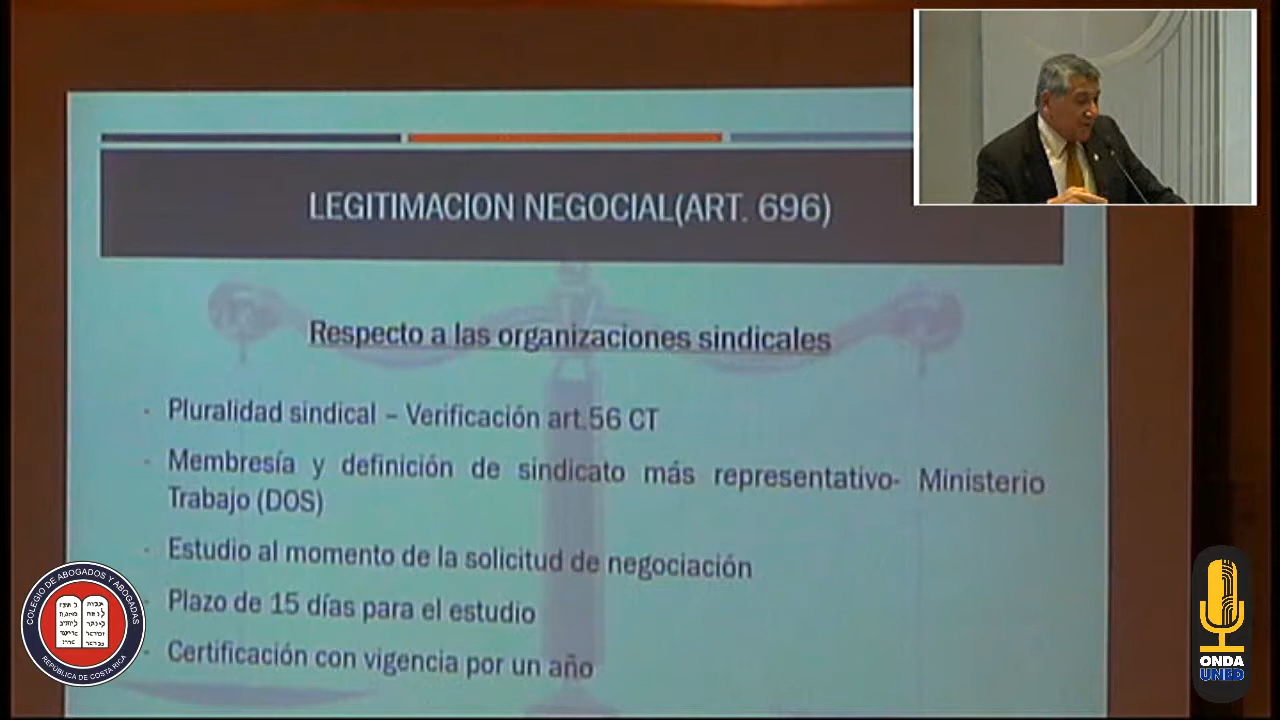 LEGITIMACION NEGOCIAL(ART. 696)
Respecto a las organizaciones sindicales
- Pluralidad sindical – Verificación art.56 CT
- Membresía y definición de sindicato más representativo- Ministerio
Trabajo (DOS)
- Estudio al momento de la solicitud de negociación
- Plazo de 15 días para el estudio
- Certificación con vigencia por un año
COLEGIO DE ABOGADOS Y ABOGADAS
REPÚBLICA DE COSTA RICA
ONDA
UNED